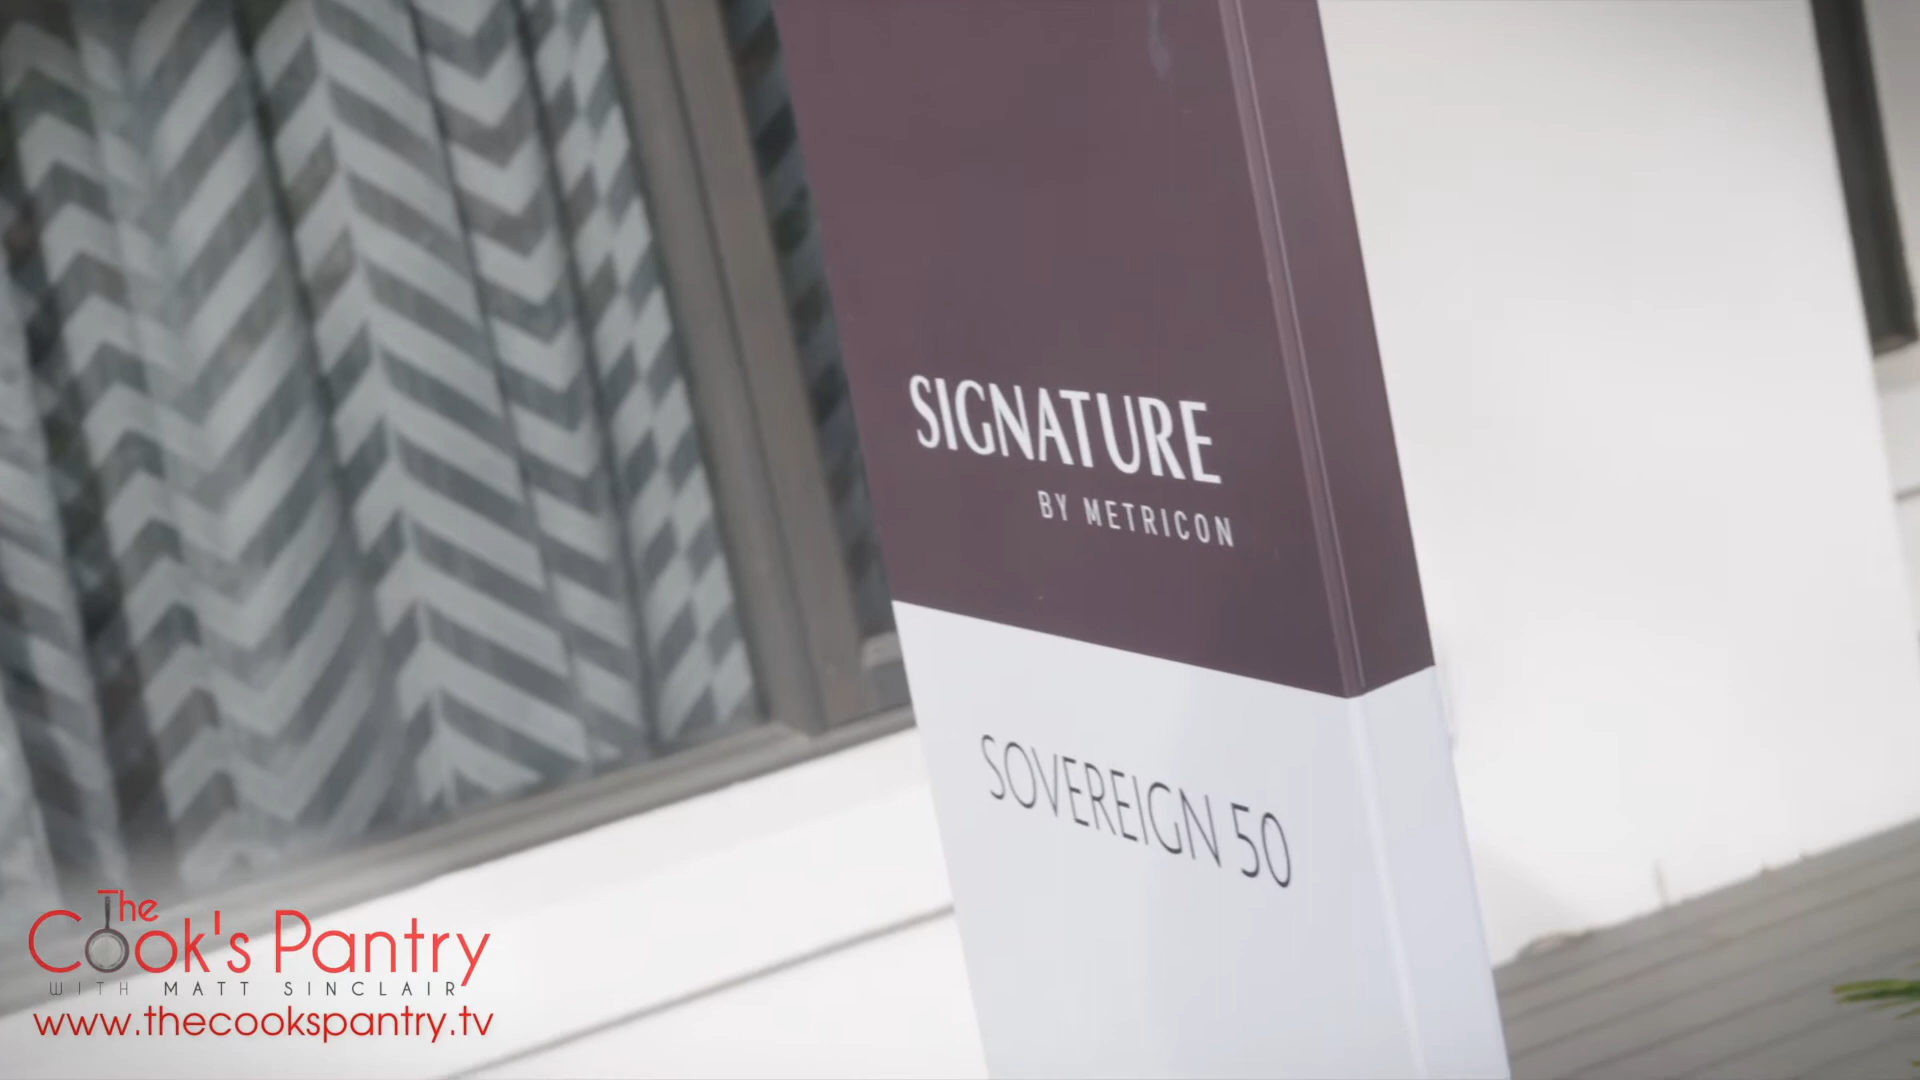 SIGNATURE
BY METRICON
SOVEREIGN 50
The
Cook's Pantry
WITH MATT SINCLAIR
www.thecookspantry.tv